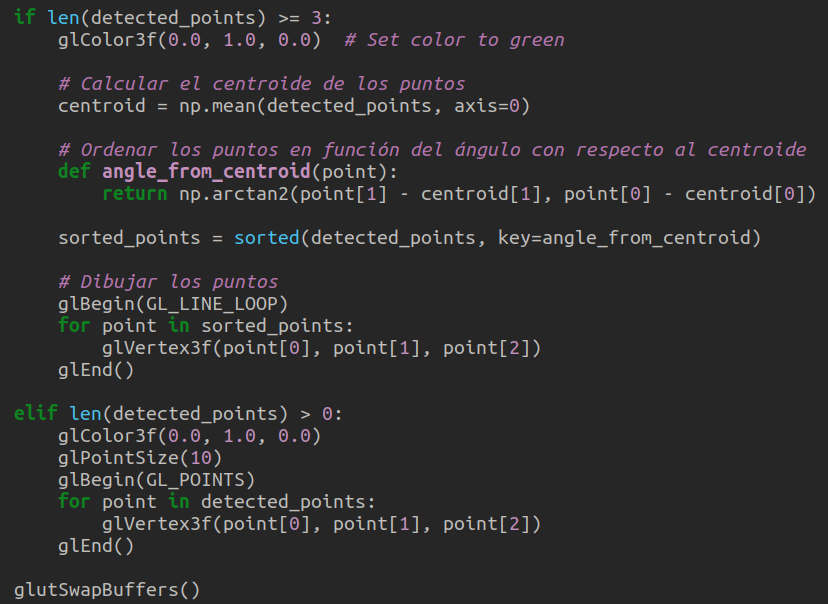 if len(detected_points) >= 3:
    glColor3f(0.0, 1.0, 0.0)  # Set color to green

    # Calcular el centroide de los puntos
    centroid = np.mean(detected_points, axis=0)

    # Ordenar los puntos en función del ángulo con respecto al centroide
    def angle_from_centroid(point):
        return np.arctan2(point[1] - centroid[1], point[0] - centroid[0])

    sorted_points = sorted(detected_points, key=angle_from_centroid)

    # Dibujar los puntos
    glBegin(GL_LINE_LOOP)
    for point in sorted_points:
        glVertex3f(point[0], point[1], point[2])
    glEnd()

elif len(detected_points) > 0:
    glColor3f(0.0, 1.0, 0.0)
    glPointSize(10)
    glBegin(GL_POINTS)
    for point in detected_points:
        glVertex3f(point[0], point[1], point[2])
    glEnd()

glutSwapBuffers()